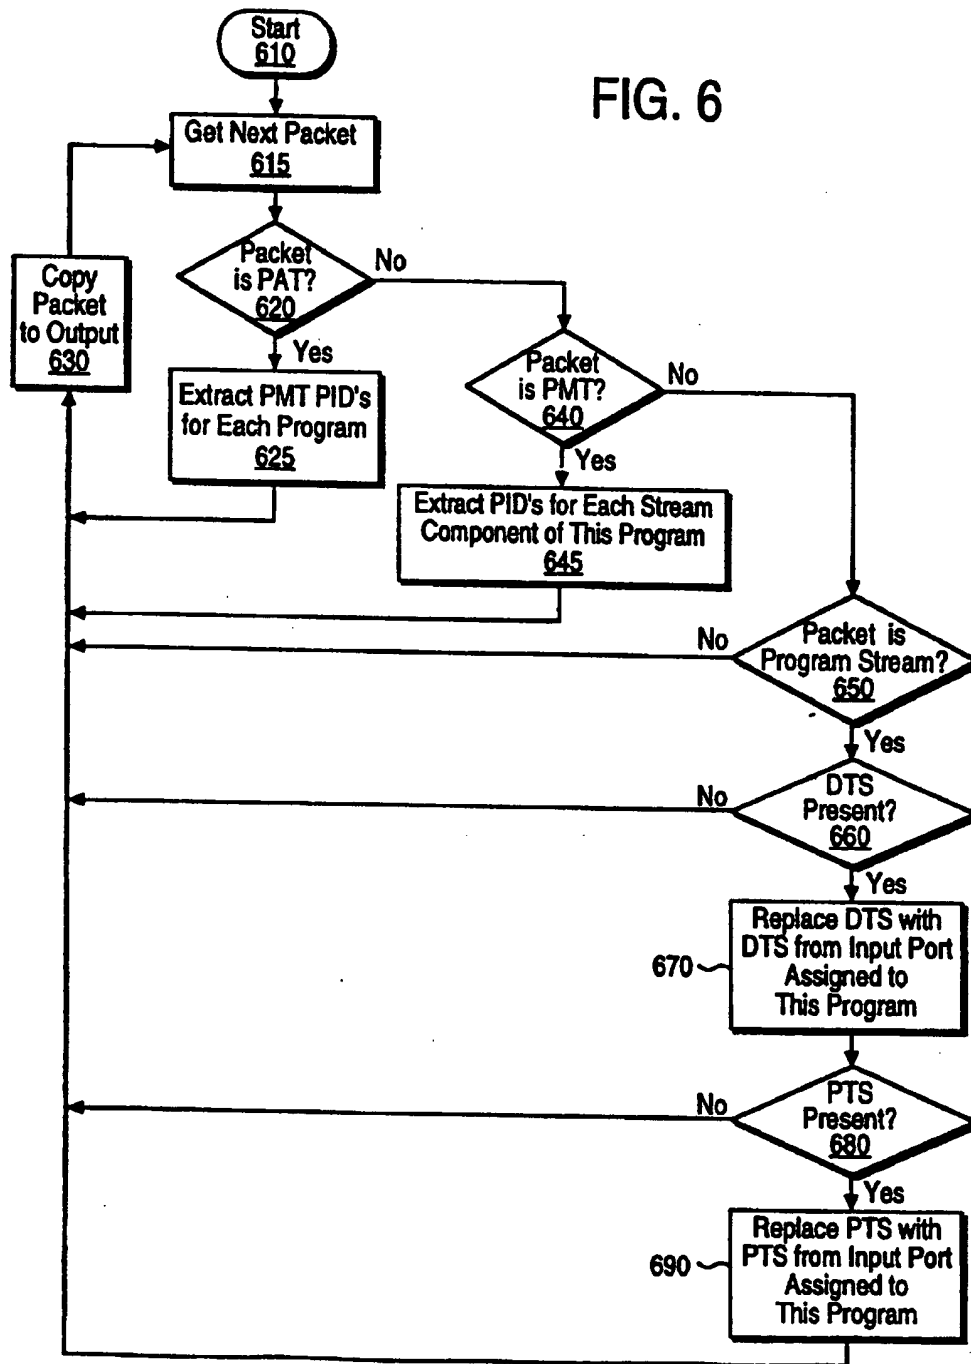 Start
610
FIG. 6
Get Next Packet
615
Packet
is PAT?
620
No
Yes
Copy
Packet
to Output
630
Extract PMT PID's
for Each Program
625
Packet
is PMT?
640
No
Yes
Extract PID's for Each Stream
Component of This Program
645
Packet is
Program Stream?
650
No
Yes
DTS
Present?
660
No
Yes
Replace DTS with
DTS from Input Port
Assigned to
This Program
670
PTS
Present?
680
No
Yes
Replace PTS with
PTS from Input Port
Assigned to
This Program
690